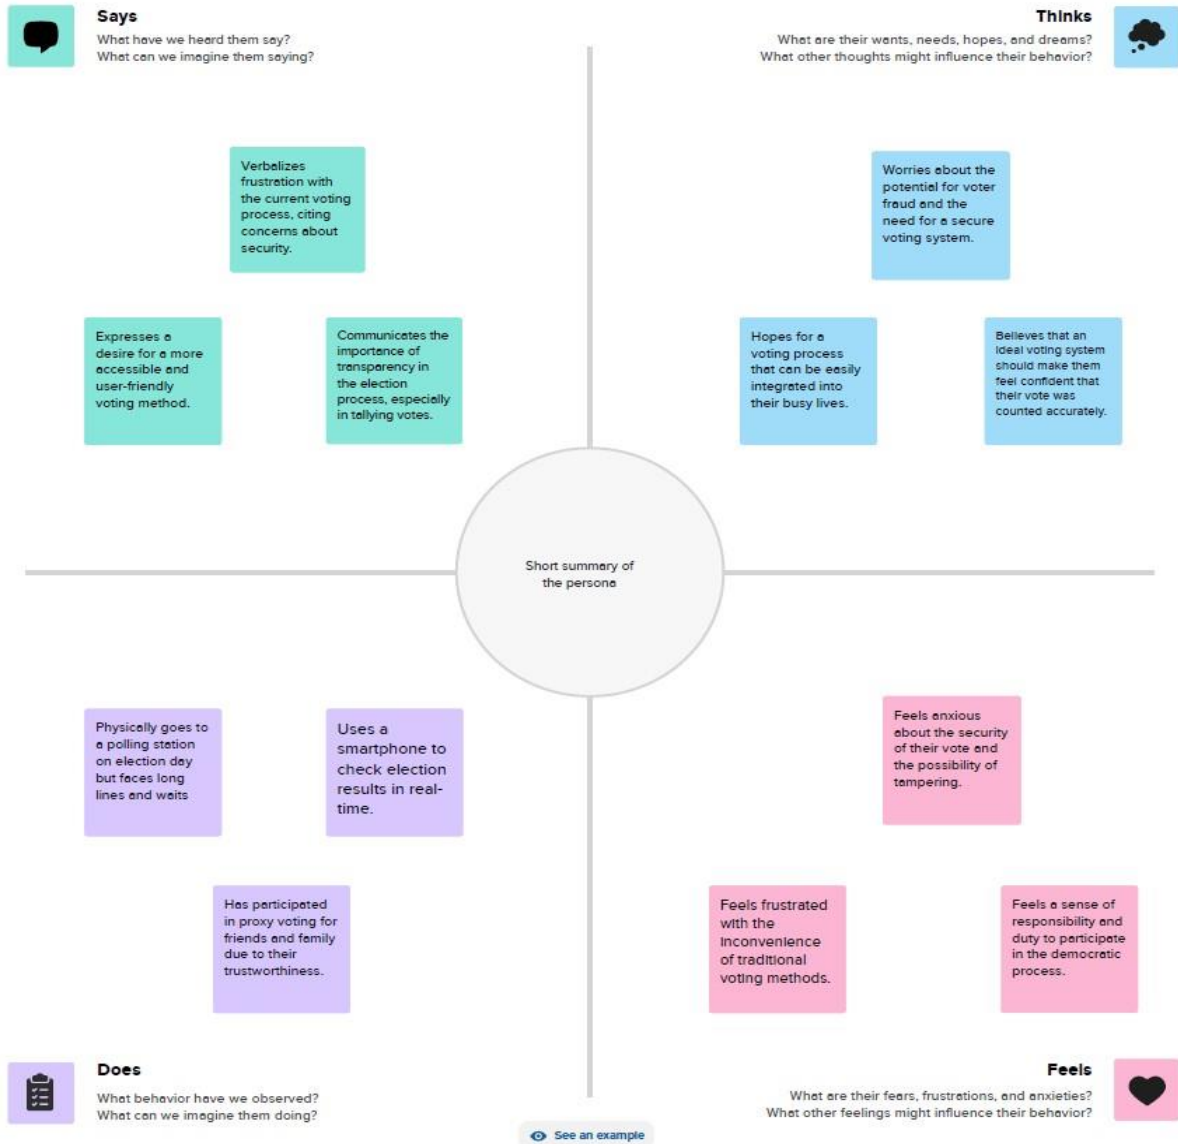 Says
What have we heard them say?
What can we imagine them saying?
Thinks
What are their wants, needs, hopes, and dreams?
What other thoughts might influence their behavior?
Verbalizes
frustration with
the current voting
process, citing
concerns about
security.
Expresses a
desire for a more
accessible and
user-friendly
voting method.
Communicates the
importance of
transparency in
the election
process, especially
in tallying votes.
Worries about the
potential for voter
fraud and the
need for a secure
voting system.
Hopes for a
voting process
that can be easily
integrated into
their busy lives.
Believes that an
ideal voting system
should make them
feel confident that
their vote was
counted accurately.
Short summary of
the persona
Physically goes to
a polling station
on election day
but faces long
lines and waits
Uses a
smartphone to
check election
results in real-
time.
Has participated
in proxy voting for
friends and family
due to their
trustworthiness.
Feels anxious
about the security
of their vote and
the possibility of
tampering.
Feels frustrated
with the
inconvenience
of traditional
voting methods.
Feels a sense of
responsibility and
duty to participate
in the democratic
process.
Does
What behavior have we observed?
What can we imagine them doing?
Feels
What are their fears, frustrations, and anxieties?
What other feelings might influence their behavior?
See an example